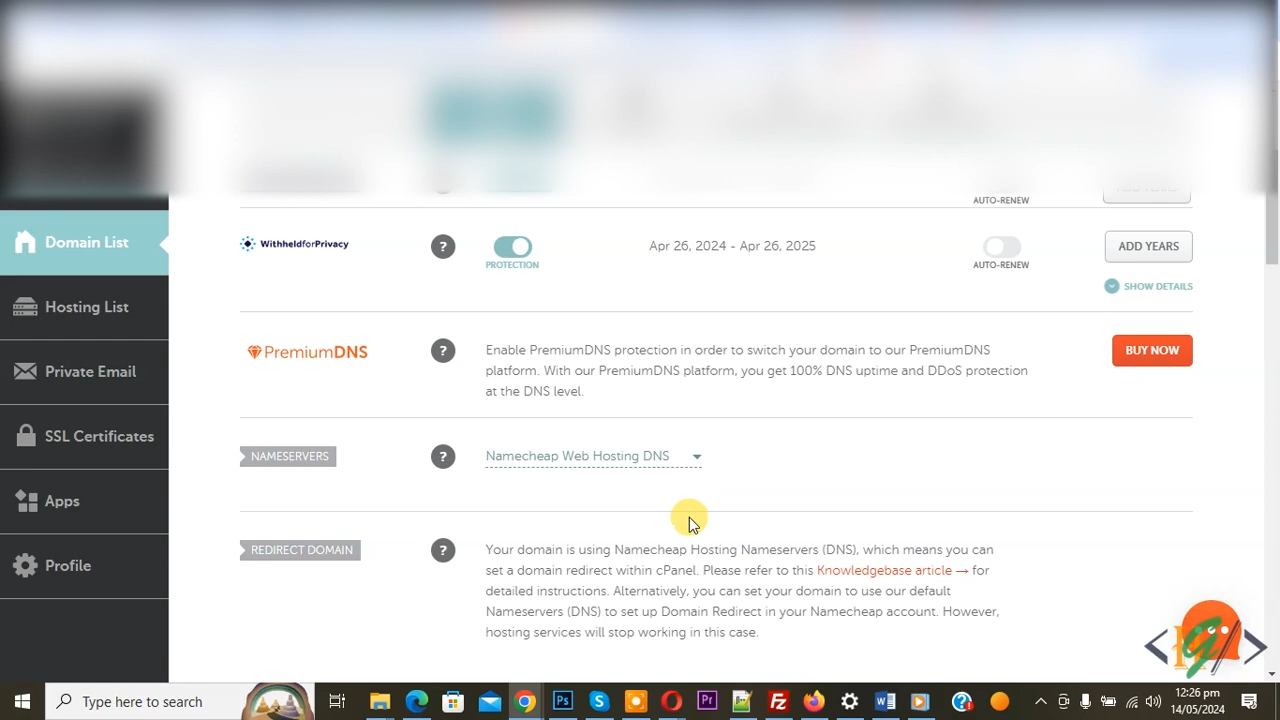 AUTO-RENEW
Domain List
WithheldforPrivacy
?
PROTECTION
Apr 26, 2024 - Apr 26, 2025
AUTO-RENEW
ADD YEARS
SHOW DETAILS
Hosting List
PremiumDNS
?
Enable PremiumDNS protection in order to switch your domain to our PremiumDNS
platform. With our PremiumDNS platform, you get 100% DNS uptime and DDoS protection
at the DNS level.
BUY NOW
Private Email
SSL Certificates
NAMESERVERS
?
Namecheap Web Hosting DNS
Apps
Profile
REDIRECT DOMAIN
?
Your domain is using Namecheap Hosting Nameservers (DNS), which means you can
set a domain redirect within cPanel. Please refer to this Knowledgebase article → for
detailed instructions. Alternatively, you can set your domain to use our default
Nameservers (DNS) to set up Domain Redirect in your Namecheap account. However,
hosting services will stop working in this case.
Type here to search
Ps
S
Pr
Fz
W
?
12:26 pm
14/05/2024